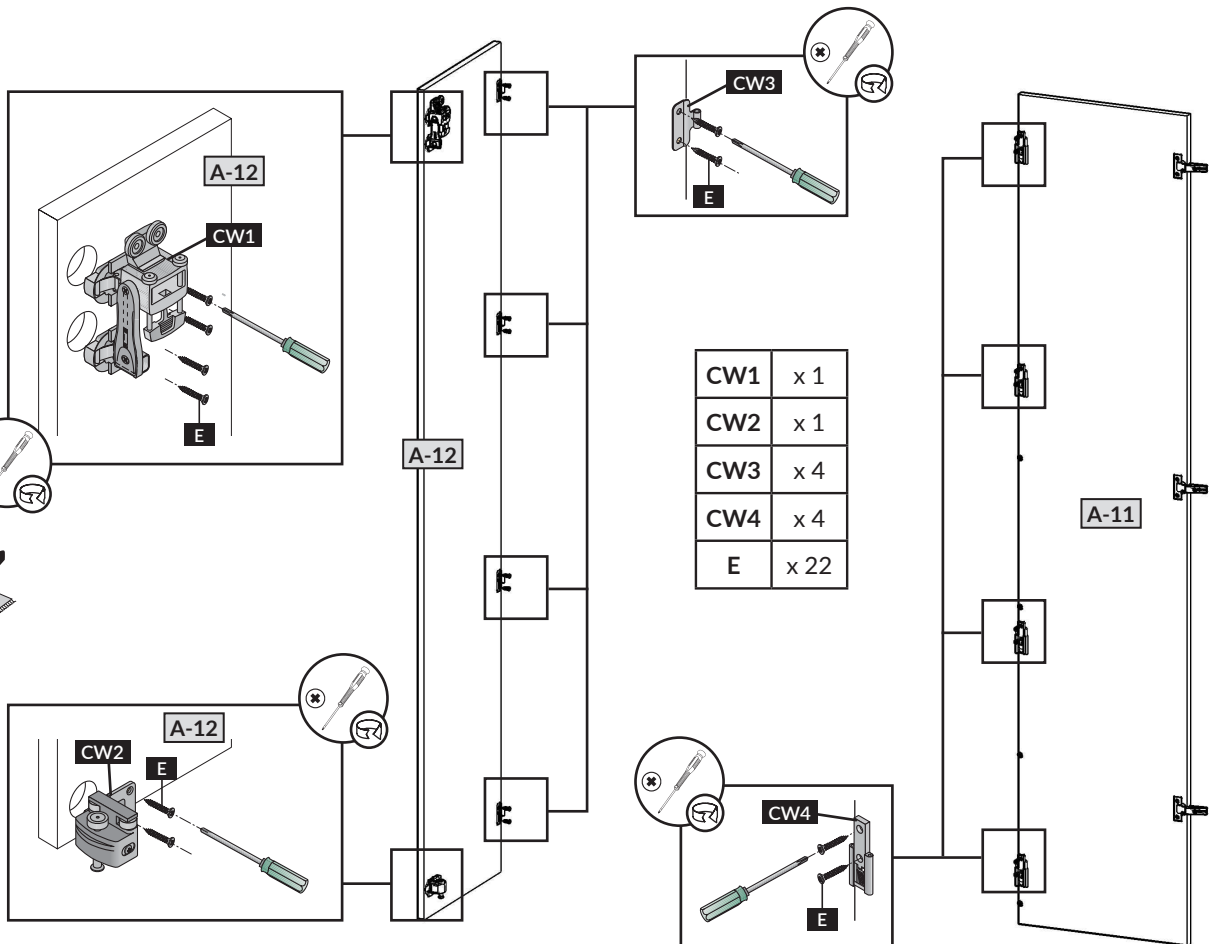 A-12
CW1
E
A-12
CW3
E
CW1 x 1
CW2 x 1
CW3 x 4
CW4 x 4
E x 22
A-11
A-12
CW2
E
CW4
E